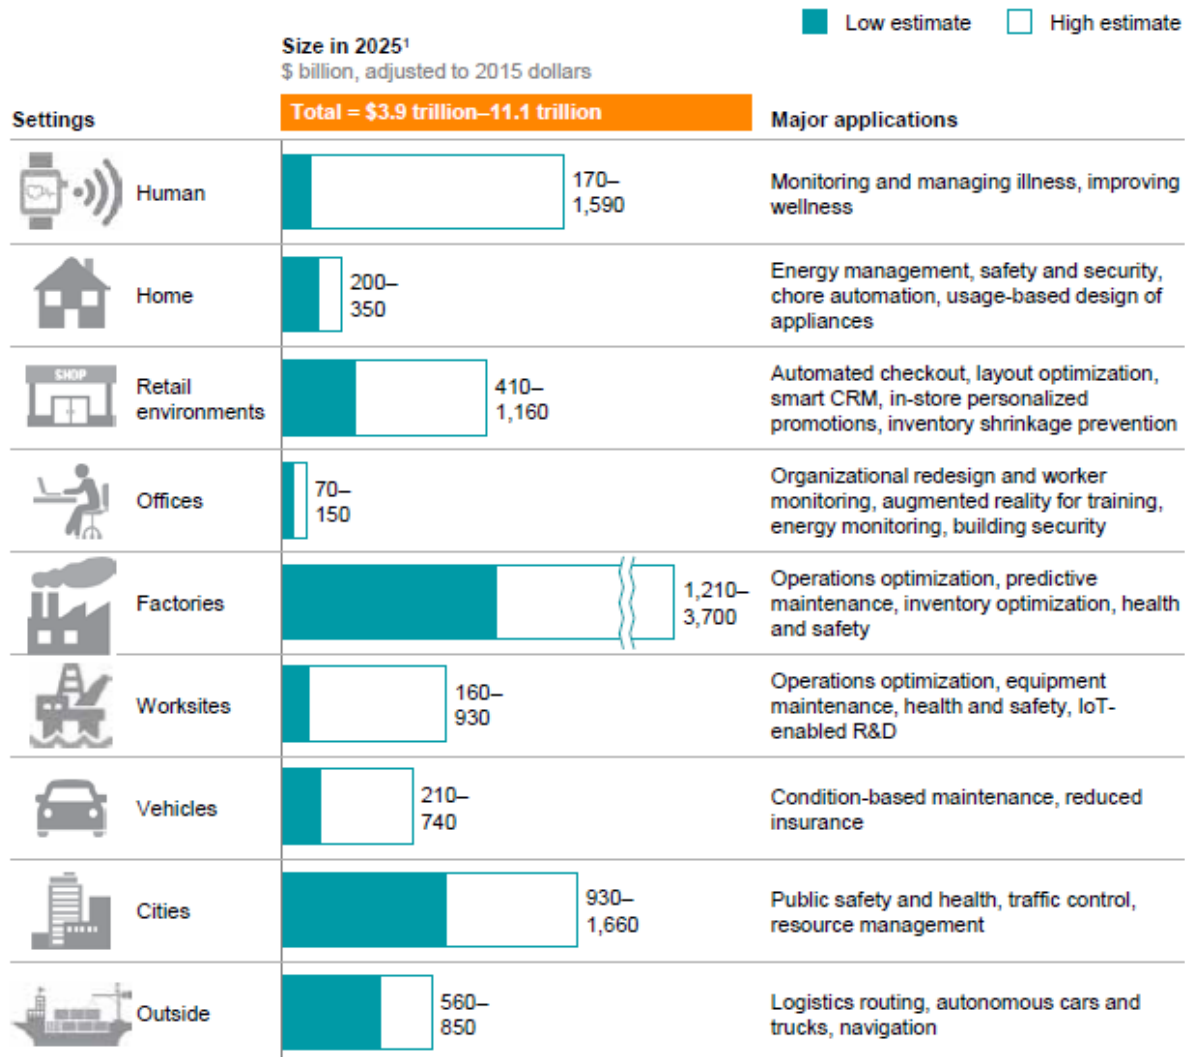 Low estimate
High estimate
Size in 2025¹
$ billion, adjusted to 2015 dollars
Settings
Total = $3.9 trillion–11.1 trillion
Major applications
Human
170–
1,590
Monitoring and managing illness, improving
wellness
Home
200–
350
Energy management, safety and security,
chore automation, usage-based design of
appliances
SHOP
Retail
environments
410–
1,160
Automated checkout, layout optimization,
smart CRM, in-store personalized
promotions, inventory shrinkage prevention
Offices
70–
150
Organizational redesign and worker
monitoring, augmented reality for training,
energy monitoring, building security
Factories
1,210–
3,700
Operations optimization, predictive
maintenance, inventory optimization, health
and safety
Worksites
160–
930
Operations optimization, equipment
maintenance, health and safety, IoT-
enabled R&D
Vehicles
210–
740
Condition-based maintenance, reduced
insurance
Cities
930–
1,660
Public safety and health, traffic control,
resource management
Outside
560–
850
Logistics routing, autonomous cars and
trucks, navigation